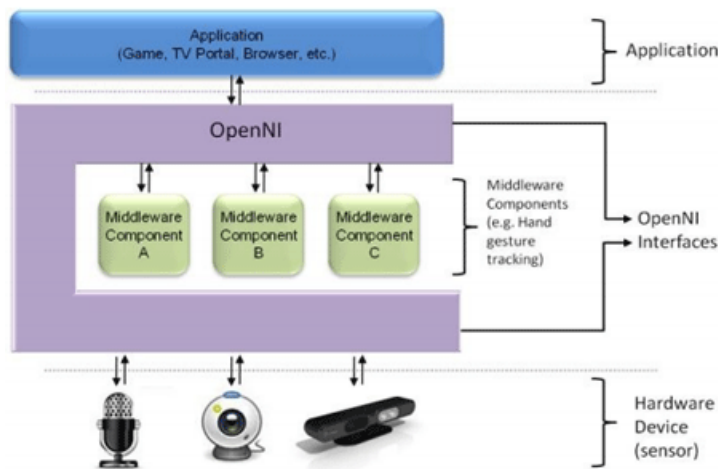 Application
(Game, TV Portal, Browser, etc.)
Application
OpenNI
Middleware
Component
A
Middleware
Component
B
Middleware
Component
C
Middleware
Components
(e.g. Hand
gesture
tracking)
OpenNI
Interfaces
Hardware
Device
(sensor)